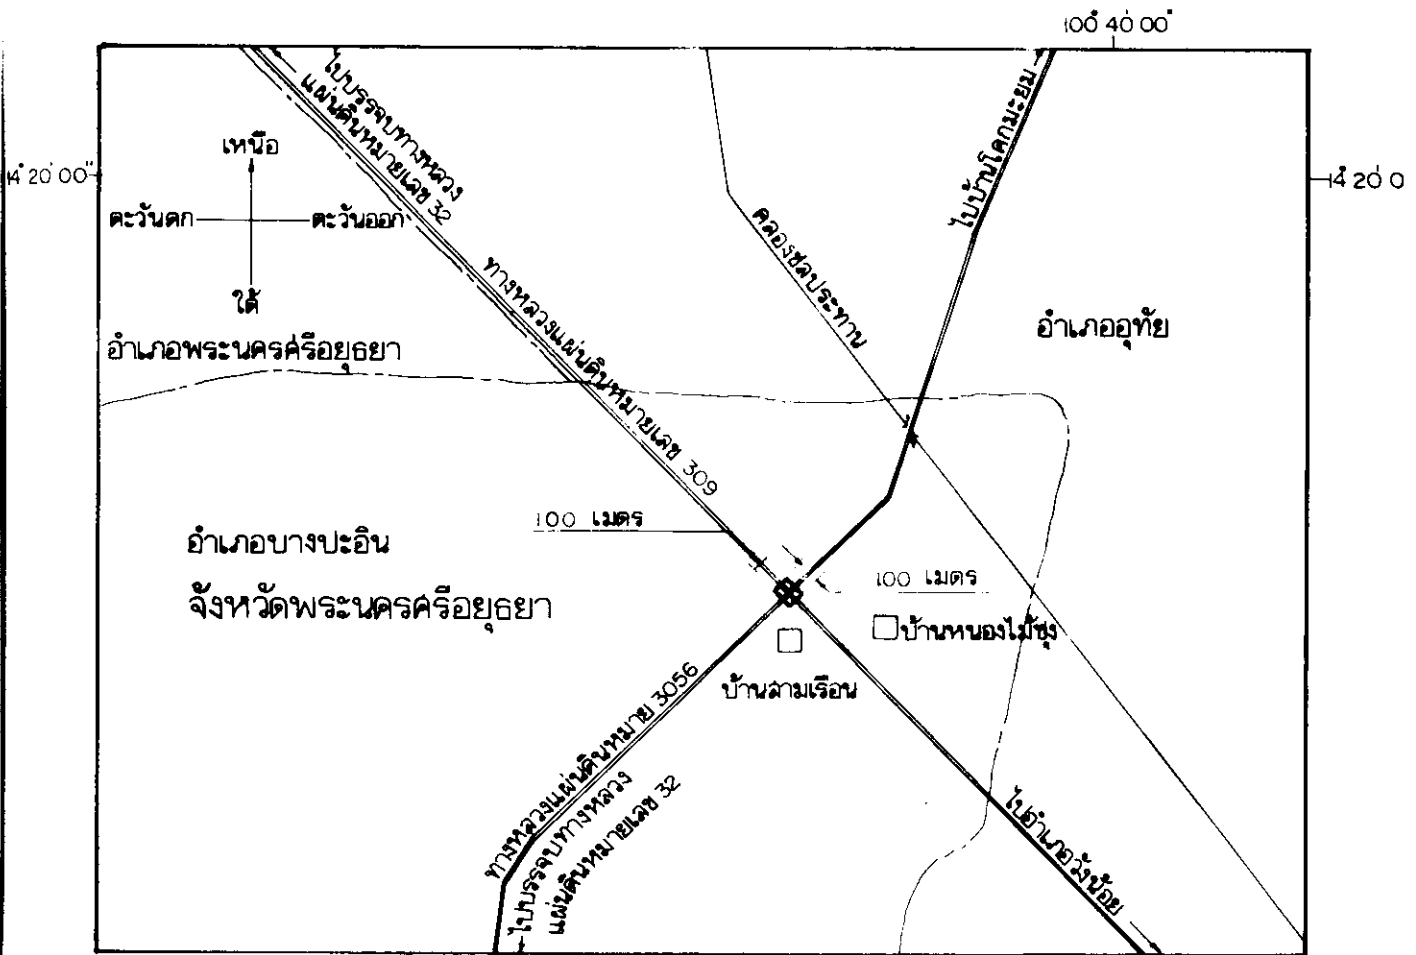 100° 40' 00"
14° 20' 00"
14° 20' 0
เหนือ
ตะวันตก
ตะวันออก
ใต้
ไปบรรจบทางหลวง
แผ่นดินหมายเลข 32
ทางหลวงแผ่นดินหมายเลข 309
คลองชลประทาน
ไปบ้านโคกมะยม
อำเภออุทัย
อำเภอพระนครศรีอยุธยา
อำเภอบางปะอิน
จังหวัดพระนครศรีอยุธยา
100 เมตร
100 เมตร
บ้านหนองไม้ซุง
บ้านสามเรือน
ทางหลวงแผ่นดินหมาย 3056
ไปบรรจบทางหลวง
แผ่นดินหมายเลข 32
ไปอำเภอวังน้อย